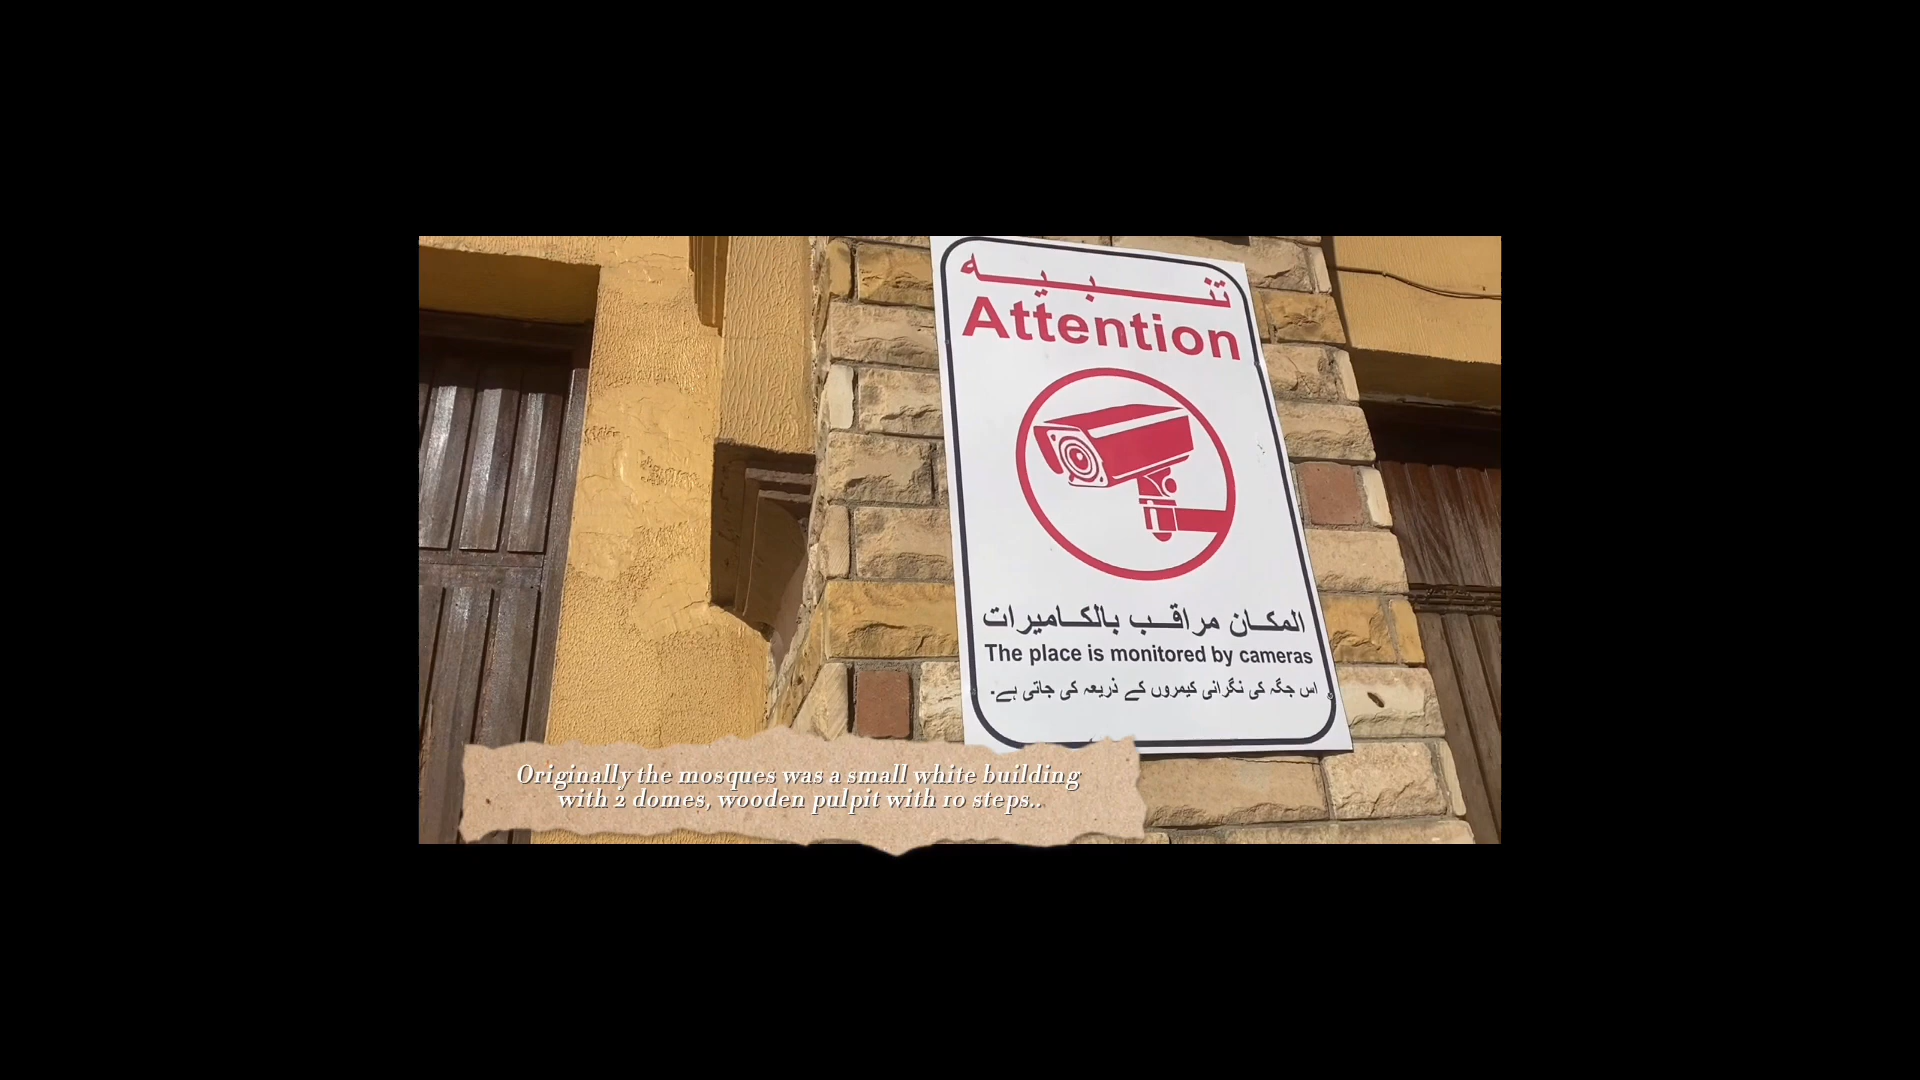 تنبيه
Attention
المكان مراقب بالكاميرات
The place is monitored by cameras
اس جگہ کی نگرانی کیمروں کے ذریعہ کی جاتی ہے۔
Originally the mosques was a small white building
with 2 domes, wooden pulpit with 10 steps..